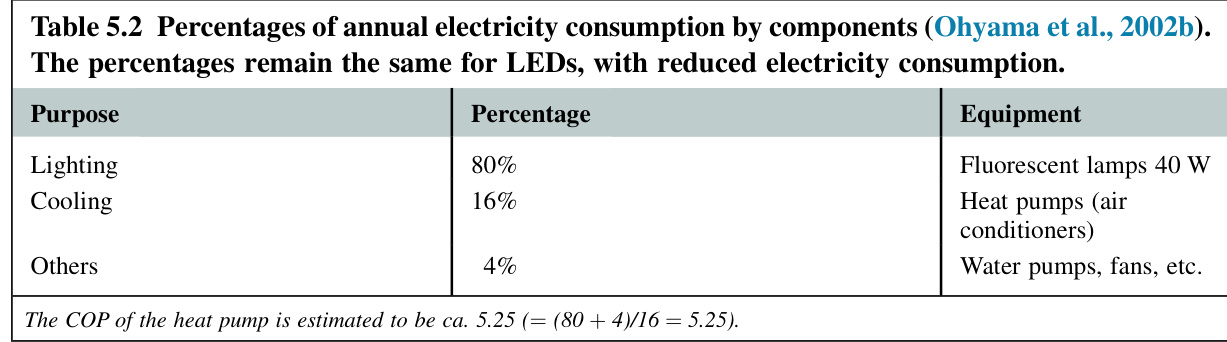 Table 5.2 Percentages of annual electricity consumption by components (Ohyama et al., 2002b).
The percentages remain the same for LEDs, with reduced electricity consumption.
Purpose Percentage Equipment
Lighting 80% Fluorescent lamps 40 W
Cooling 16% Heat pumps (air
conditioners)
Others 4% Water pumps, fans, etc.
The COP of the heat pump is estimated to be ca. 5.25 (= (80 + 4)/16 = 5.25).